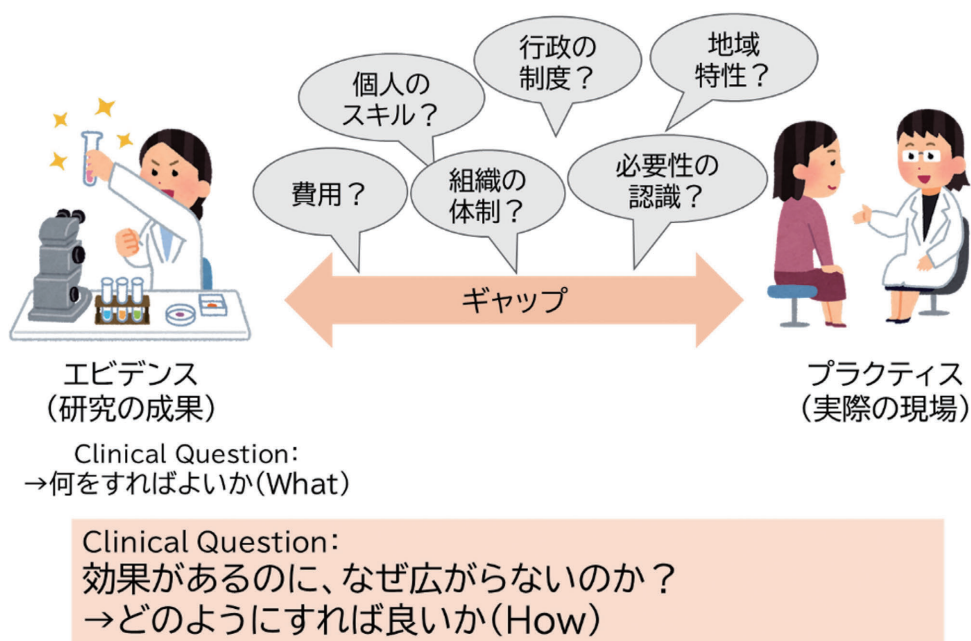 行政の
制度？
地域
特性？
個人の
スキル？
費用？
組織の
体制？
必要性の
認識？
ギャップ
エビデンス
（研究の成果）
プラクティス
（実際の現場）
Clinical Question：
→何をすればよいか（What）
Clinical Question：
効果があるのに、なぜ広がらないのか？
→どのようにすれば良いか（How）